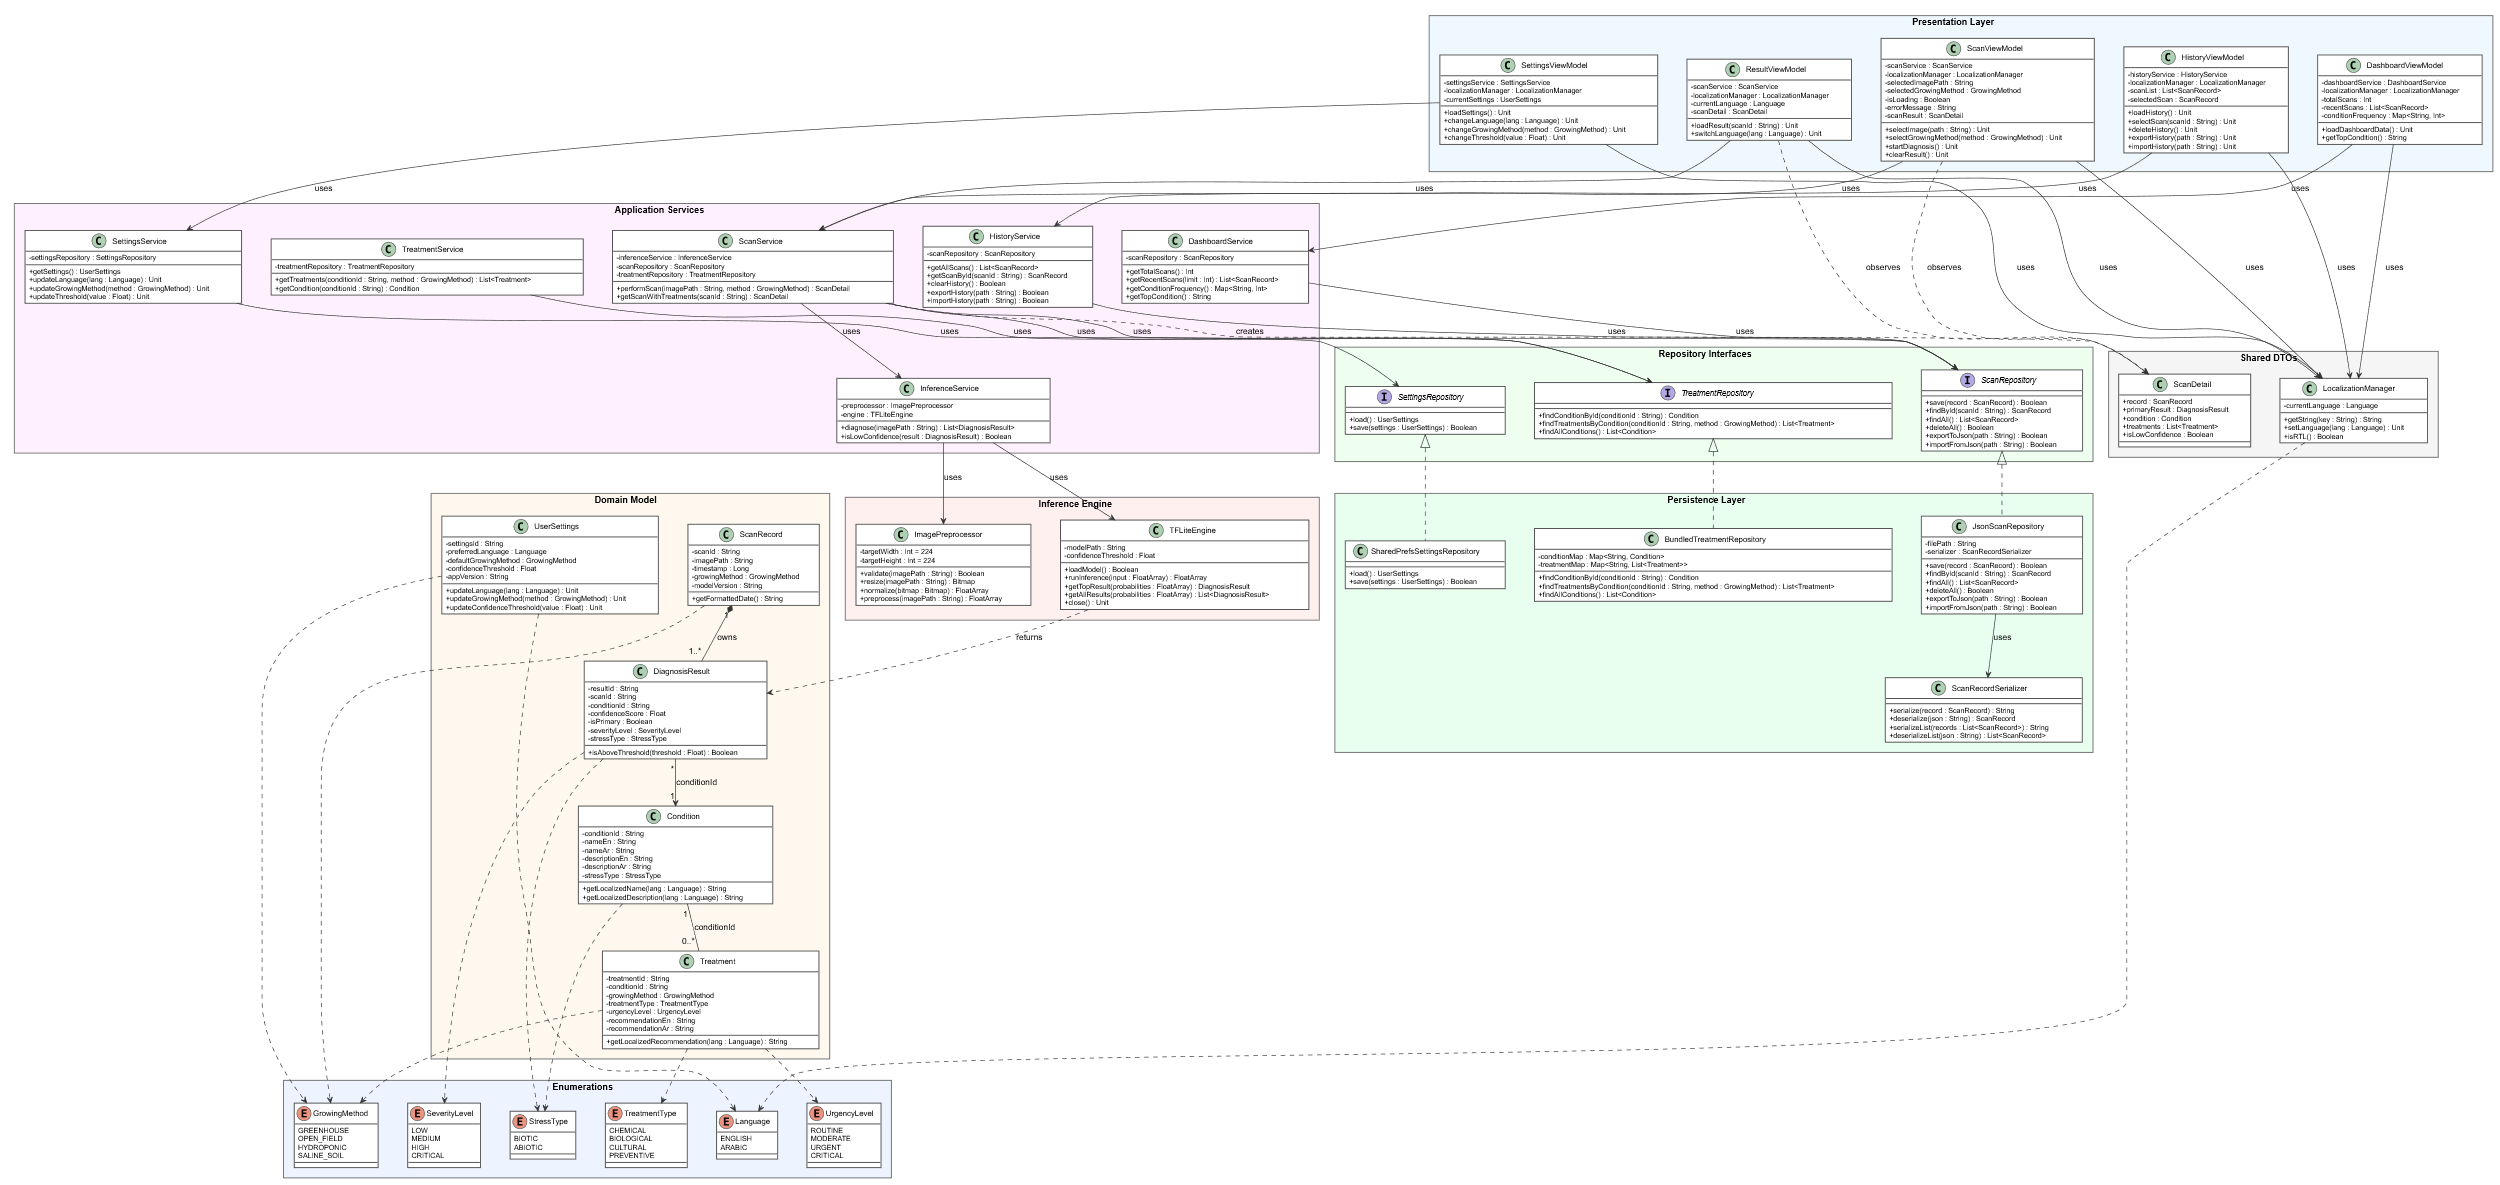 Presentation Layer
SettingsViewModel
-settingsService : SettingsService
-localizationManager : LocalizationManager
-currentSettings : UserSettings
+loadSettings() : Unit
+changeLanguage(lang : Language) : Unit
+changeGrowingMethod(method : GrowingMethod) : Unit
+changeThreshold(value : Float) : Unit
ResultViewModel
-scanService : ScanService
-localizationManager : LocalizationManager
-currentLanguage : Language
-scanDetail : ScanDetail
+loadResult(scanId : String) : Unit
+switchLanguage(lang : Language) : Unit
ScanViewModel
-scanService : ScanService
-localizationManager : LocalizationManager
-selectedImagePath : String
-selectedGrowingMethod : GrowingMethod
-isLoading : Boolean
-errorMessage : String
-scanResult : ScanDetail
+selectImage(path : String) : Unit
+selectGrowingMethod(method : GrowingMethod) : Unit
+startDiagnosis() : Unit
+clearResult() : Unit
HistoryViewModel
-historyService : HistoryService
-localizationManager : LocalizationManager
-scanList : List<ScanRecord>
-selectedScan : ScanRecord
+loadHistory() : Unit
+selectScan(scanId : String) : Unit
+deleteHistory() : Unit
+exportHistory(path : String) : Unit
+importHistory(path : String) : Unit
DashboardViewModel
-dashboardService : DashboardService
-localizationManager : LocalizationManager
-totalScans : Int
-recentScans : List<ScanRecord>
-conditionFrequency : Map<String, Int>
+loadDashboardData() : Unit
+getTopCondition() : String
uses
uses
uses
uses
uses
Application Services
SettingsService
-settingsRepository : SettingsRepository
+getSettings() : UserSettings
+updateLanguage(lang : Language) : Unit
+updateGrowingMethod(method : GrowingMethod) : Unit
+updateThreshold(value : Float) : Unit
TreatmentService
-treatmentRepository : TreatmentRepository
+getTreatments(conditionId : String, method : GrowingMethod) : List<Treatment>
+getCondition(conditionId : String) : Condition
ScanService
-inferenceService : InferenceService
-scanRepository : ScanRepository
-treatmentRepository : TreatmentRepository
+performScan(imagePath : String, method : GrowingMethod) : ScanDetail
+getScanWithTreatments(scanId : String) : ScanDetail
HistoryService
-scanRepository : ScanRepository
+getAllScans() : List<ScanRecord>
+getScanById(scanId : String) : ScanRecord
+clearHistory() : Boolean
+exportHistory(path : String) : Boolean
+importHistory(path : String) : Boolean
DashboardService
-scanRepository : ScanRepository
+getTotalScans() : Int
+getRecentScans(limit : Int) : List<ScanRecord>
+getConditionFrequency() : Map<String, Int>
+getTopCondition() : String
observes
observes
uses
uses
uses
uses
uses
uses
uses
uses
uses
uses
creates
uses
uses
InferenceService
-preprocessor : ImagePreprocessor
-engine : TFLiteEngine
+diagnose(imagePath : String) : List<DiagnosisResult>
+isLowConfidence(result : DiagnosisResult) : Boolean
Repository Interfaces
SettingsRepository
+load() : UserSettings
+save(settings : UserSettings) : Boolean
TreatmentRepository
+findConditionById(conditionId : String) : Condition
+findTreatmentsByCondition(conditionId : String, method : GrowingMethod) : List<Treatment>
+findAllConditions() : List<Condition>
ScanRepository
+save(record : ScanRecord) : Boolean
+findById(scanId : String) : ScanRecord
+findAll() : List<ScanRecord>
+deleteAll() : Boolean
+exportToJson(path : String) : Boolean
+importFromJson(path : String) : Boolean
Shared DTOs
ScanDetail
+record : ScanRecord
+primaryResult : DiagnosisResult
+condition : Condition
+treatments : List<Treatment>
+isLowConfidence : Boolean
LocalizationManager
-currentLanguage : Language
+getString(key : String) : String
+setLanguage(lang : Language) : Unit
+isRTL() : Boolean
uses
uses
Domain Model
UserSettings
-settingsId : String
-preferredLanguage : Language
-defaultGrowingMethod : GrowingMethod
-confidenceThreshold : Float
-appVersion : String
+updateLanguage(lang : Language) : Unit
+updateGrowingMethod(method : GrowingMethod) : Unit
+updateConfidenceThreshold(value : Float) : Unit
ScanRecord
-scanId : String
-imagePath : String
-timestamp : Long
-growingMethod : GrowingMethod
-modelVersion : String
+getFormattedDate() : String
Inference Engine
ImagePreprocessor
-targetWidth : Int = 224
-targetHeight : Int = 224
+validate(imagePath : String) : Boolean
+resize(imagePath : String) : Bitmap
+normalize(bitmap : Bitmap) : FloatArray
+preprocess(imagePath : String) : FloatArray
TFLiteEngine
-modelPath : String
-confidenceThreshold : Float
+loadModel() : Boolean
+runInference(input : FloatArray) : FloatArray
+getTopResult(probabilities : FloatArray) : DiagnosisResult
+getAllResults(probabilities : FloatArray) : List<DiagnosisResult>
+close() : Unit
Persistence Layer
SharedPrefsSettingsRepository
+load() : UserSettings
+save(settings : UserSettings) : Boolean
BundledTreatmentRepository
-conditionMap : Map<String, Condition>
-treatmentMap : Map<String, List<Treatment>>
+findConditionById(conditionId : String) : Condition
+findTreatmentsByCondition(conditionId : String, method : GrowingMethod) : List<Treatment>
+findAllConditions() : List<Condition>
JsonScanRepository
-filePath : String
-serializer : ScanRecordSerializer
+save(record : ScanRecord) : Boolean
+findById(scanId : String) : ScanRecord
+findAll() : List<ScanRecord>
+deleteAll() : Boolean
+exportToJson(path : String) : Boolean
+importFromJson(path : String) : Boolean
1
owns
1..*
returns
uses
ScanRecordSerializer
+serialize(record : ScanRecord) : String
+deserialize(json : String) : ScanRecord
+serializeList(records : List<ScanRecord>) : String
+deserializeList(json : String) : List<ScanRecord>
DiagnosisResult
-resultId : String
-scanId : String
-conditionId : String
-confidenceScore : Float
-isPrimary : Boolean
-severityLevel : SeverityLevel
-stressType : StressType
+isAboveThreshold(threshold : Float) : Boolean
*
conditionId
1
Condition
-conditionId : String
-nameEn : String
-nameAr : String
-descriptionEn : String
-descriptionAr : String
-stressType : StressType
+getLocalizedName(lang : Language) : String
+getLocalizedDescription(lang : Language) : String
1
conditionId
0..*
Treatment
-treatmentId : String
-conditionId : String
-growingMethod : GrowingMethod
-treatmentType : TreatmentType
-urgencyLevel : UrgencyLevel
-recommendationEn : String
-recommendationAr : String
+getLocalizedRecommendation(lang : Language) : String
Enumerations
GrowingMethod
GREENHOUSE
OPEN_FIELD
HYDROPONIC
SALINE_SOIL
SeverityLevel
LOW
MEDIUM
HIGH
CRITICAL
StressType
BIOTIC
ABIOTIC
TreatmentType
CHEMICAL
BIOLOGICAL
CULTURAL
PREVENTIVE
Language
ENGLISH
ARABIC
UrgencyLevel
ROUTINE
MODERATE
URGENT
CRITICAL